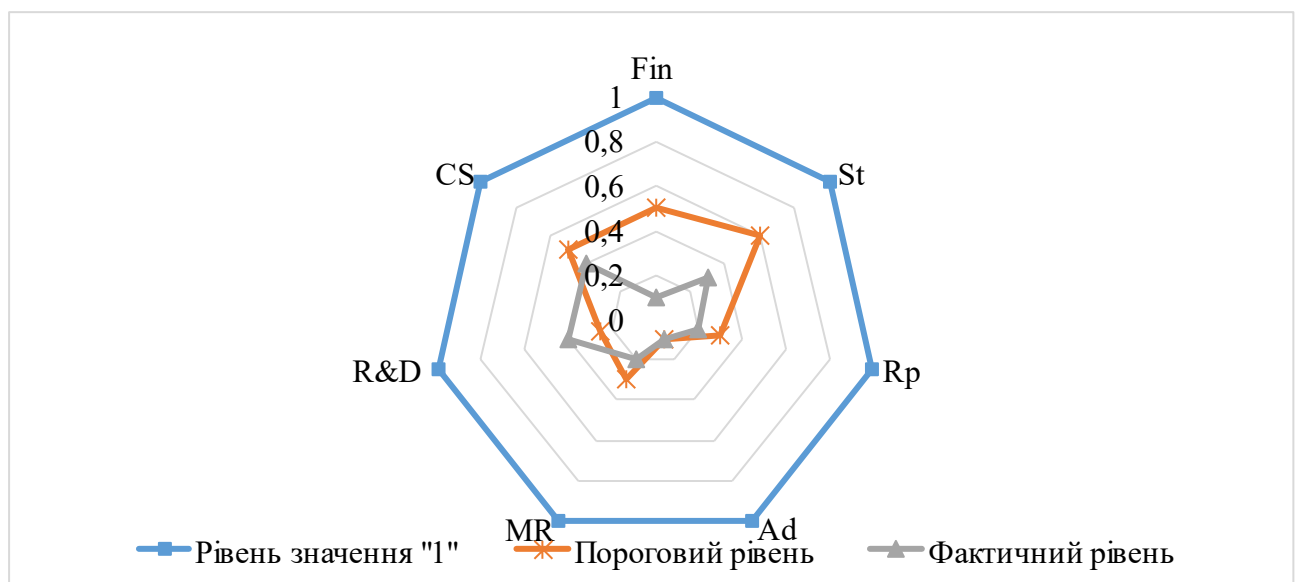 Fin
1
0,8
CS
St
0,6
0,4
0,2
0
R&D
Rp
MR
Ad
Рівень значення "1"
Пороговий рівень
Фактичний рівень